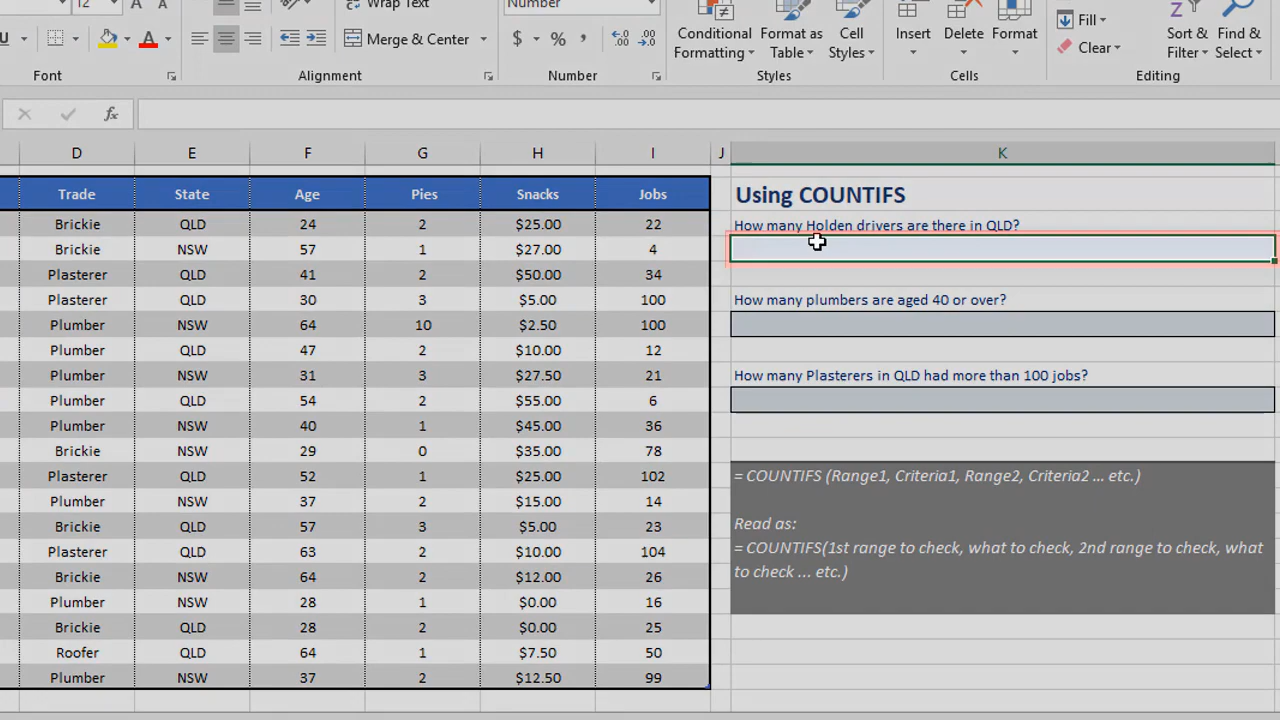 12 A A Wrap Text Number
U A Merge & Center $ % , .00 Conditional Formatting Format as Table Cell Styles Insert Delete Format Fill Clear Sort & Filter Find & Select
Font Alignment Number Styles Cells Editing
fx
D E F G H I J K
Trade State Age Pies Snacks Jobs
Brickie QLD 24 2 $25.00 22
Brickie NSW 57 1 $27.00 4
Plasterer QLD 41 2 $50.00 34
Plasterer QLD 30 3 $5.00 100
Plumber NSW 64 10 $2.50 100
Plumber QLD 47 2 $10.00 12
Plumber NSW 31 3 $27.50 21
Plumber QLD 54 2 $55.00 6
Plumber NSW 40 1 $45.00 36
Brickie NSW 29 0 $35.00 78
Plasterer QLD 52 1 $25.00 102
Plumber NSW 37 2 $15.00 14
Brickie QLD 57 3 $5.00 23
Plasterer QLD 63 2 $10.00 104
Brickie NSW 64 2 $12.00 26
Plumber NSW 28 1 $0.00 16
Brickie QLD 28 2 $0.00 25
Roofer QLD 64 1 $7.50 50
Plumber NSW 37 2 $12.50 99
Using COUNTIFS
How many Holden drivers are there in QLD?
How many plumbers are aged 40 or over?
How many Plasterers in QLD had more than 100 jobs?
= COUNTIFS (Range1, Criteria1, Range2, Criteria2 ... etc.)
Read as:
= COUNTIFS(1st range to check, what to check, 2nd range to check, what
to check ... etc.)